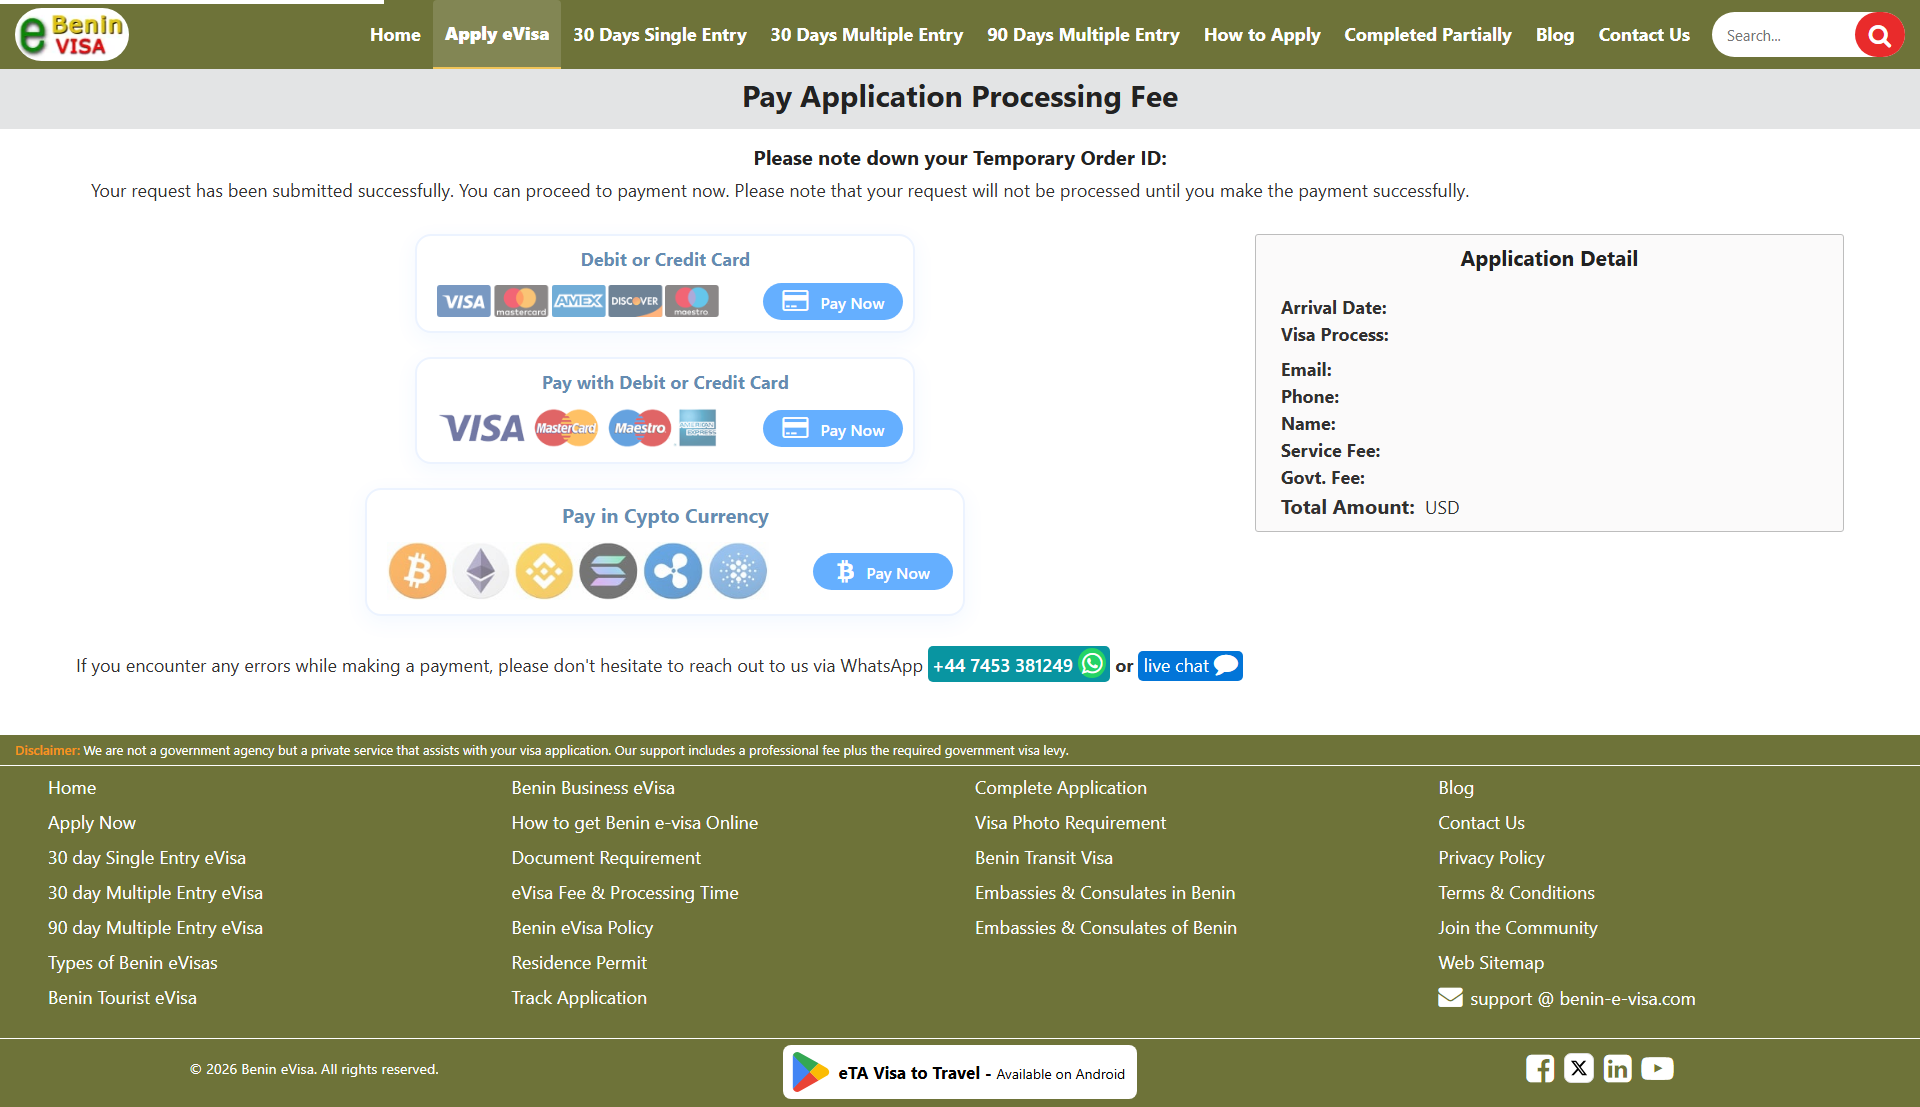 e Benin VISA
Home
Apply eVisa
30 Days Single Entry
30 Days Multiple Entry
90 Days Multiple Entry
How to Apply
Completed Partially
Blog
Contact Us
Search...
Pay Application Processing Fee
Please note down your Temporary Order ID:
Your request has been submitted successfully. You can proceed to payment now. Please note that your request will not be processed until you make the payment successfully.
Debit or Credit Card
VISA mastercard AMEX DISCOVER maestro
Pay Now
Pay with Debit or Credit Card
VISA MasterCard Maestro AMERICAN EXPRESS
Pay Now
Pay in Cypto Currency
Pay Now
Application Detail
Arrival Date:
Visa Process:
Email:
Phone:
Name:
Service Fee:
Govt. Fee:
Total Amount: USD
If you encounter any errors while making a payment, please don't hesitate to reach out to us via WhatsApp +44 7453 381249 or live chat
Disclaimer: We are not a government agency but a private service that assists with your visa application. Our support includes a professional fee plus the required government visa levy.
Home
Apply Now
30 day Single Entry eVisa
30 day Multiple Entry eVisa
90 day Multiple Entry eVisa
Types of Benin eVisas
Benin Tourist eVisa
Benin Business eVisa
How to get Benin e-visa Online
Document Requirement
eVisa Fee & Processing Time
Benin eVisa Policy
Residence Permit
Track Application
Complete Application
Visa Photo Requirement
Benin Transit Visa
Embassies & Consulates in Benin
Embassies & Consulates of Benin
Blog
Contact Us
Privacy Policy
Terms & Conditions
Join the Community
Web Sitemap
support @ benin-e-visa.com
© 2026 Benin eVisa. All rights reserved.
eTA Visa to Travel - Available on Android